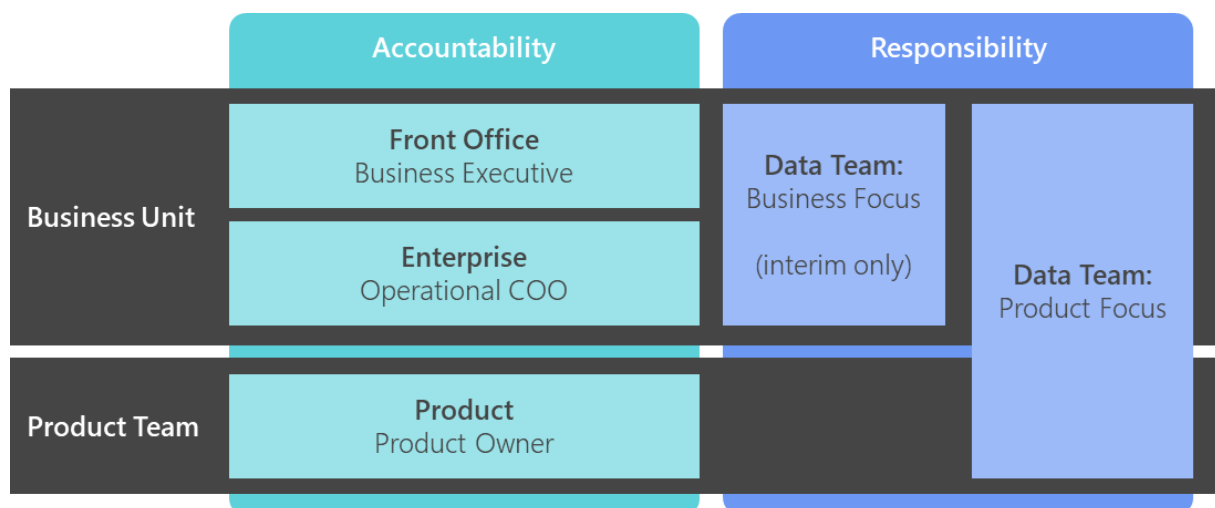 Accountability
Responsibility
Business Unit
Front Office
Business Executive
Enterprise
Operational COO
Data Team:
Business Focus
(interim only)
Data Team:
Product Focus
Product Team
Product
Product Owner